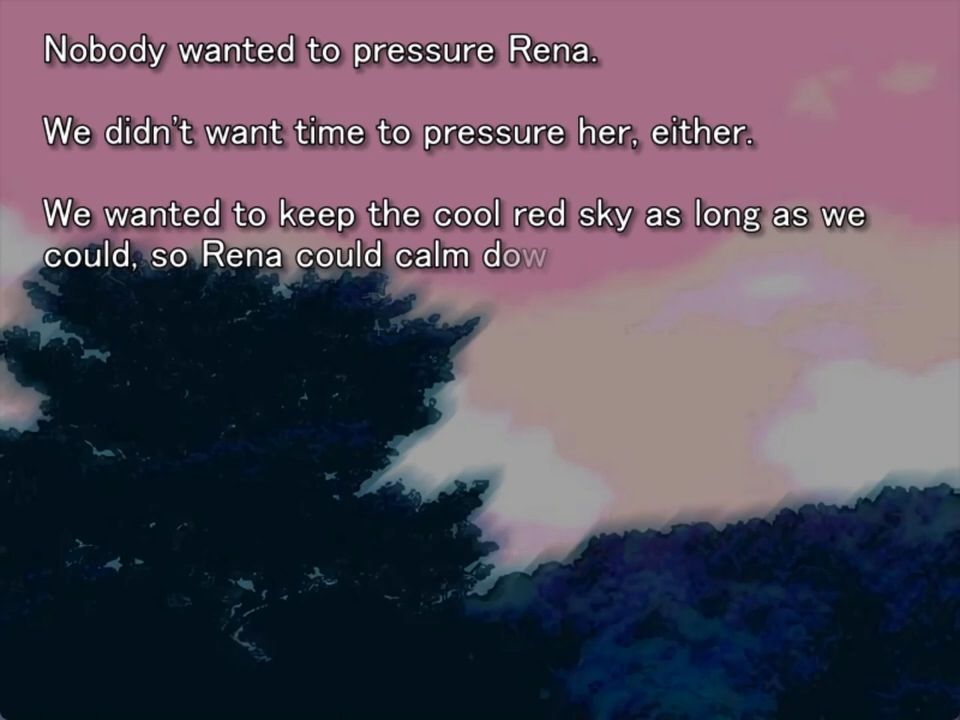 Nobody wanted to pressure Rena.
We didn't want time to pressure her, either.
We wanted to keep the cool red sky as long as we
could, so Rena could calm dow